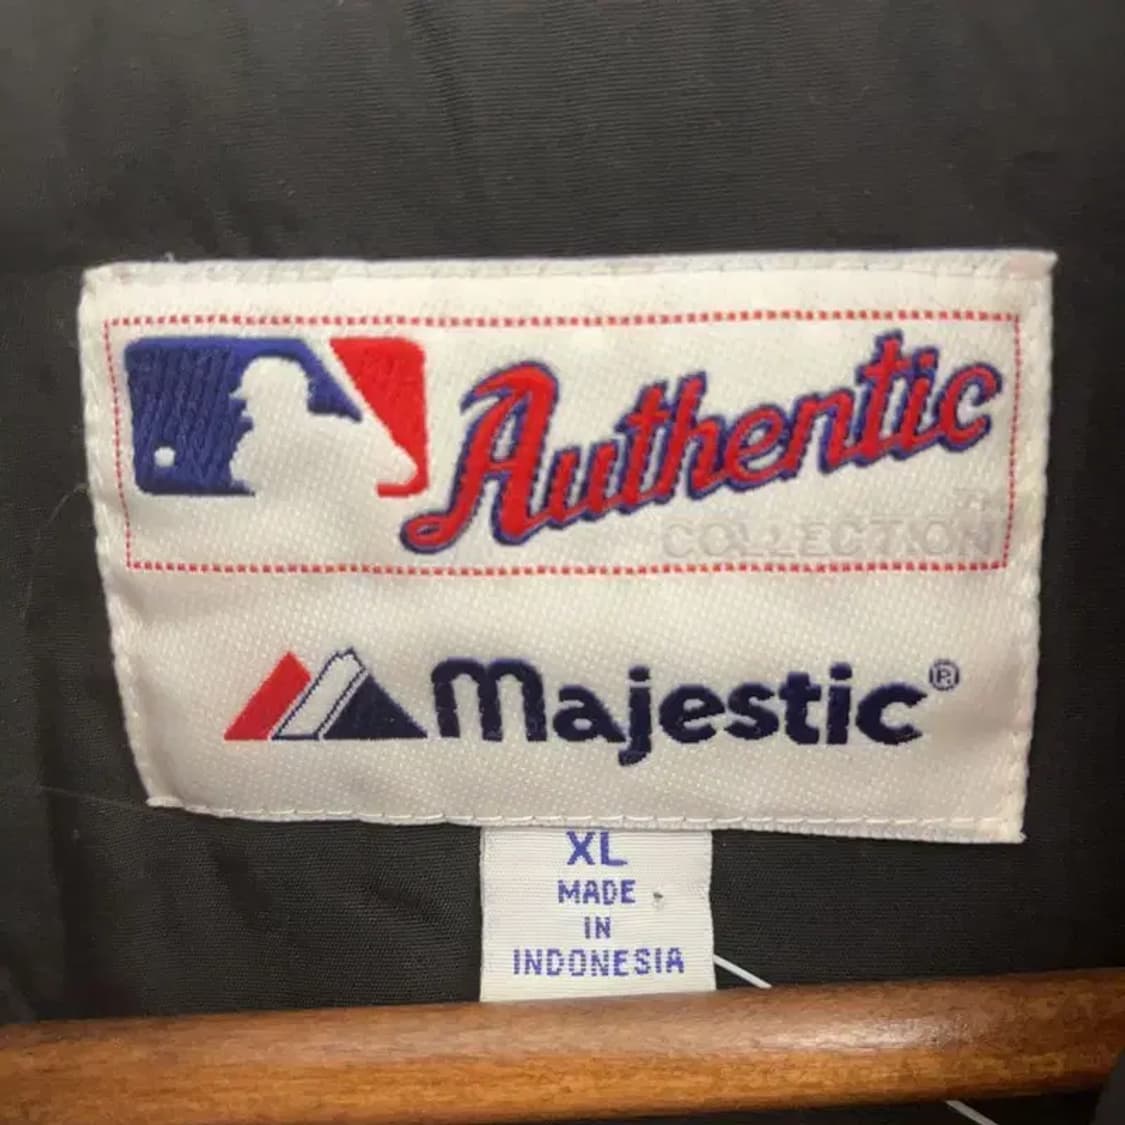 Authentic
COLLECTION
Majestic®
XL
MADE
IN
INDONESIA